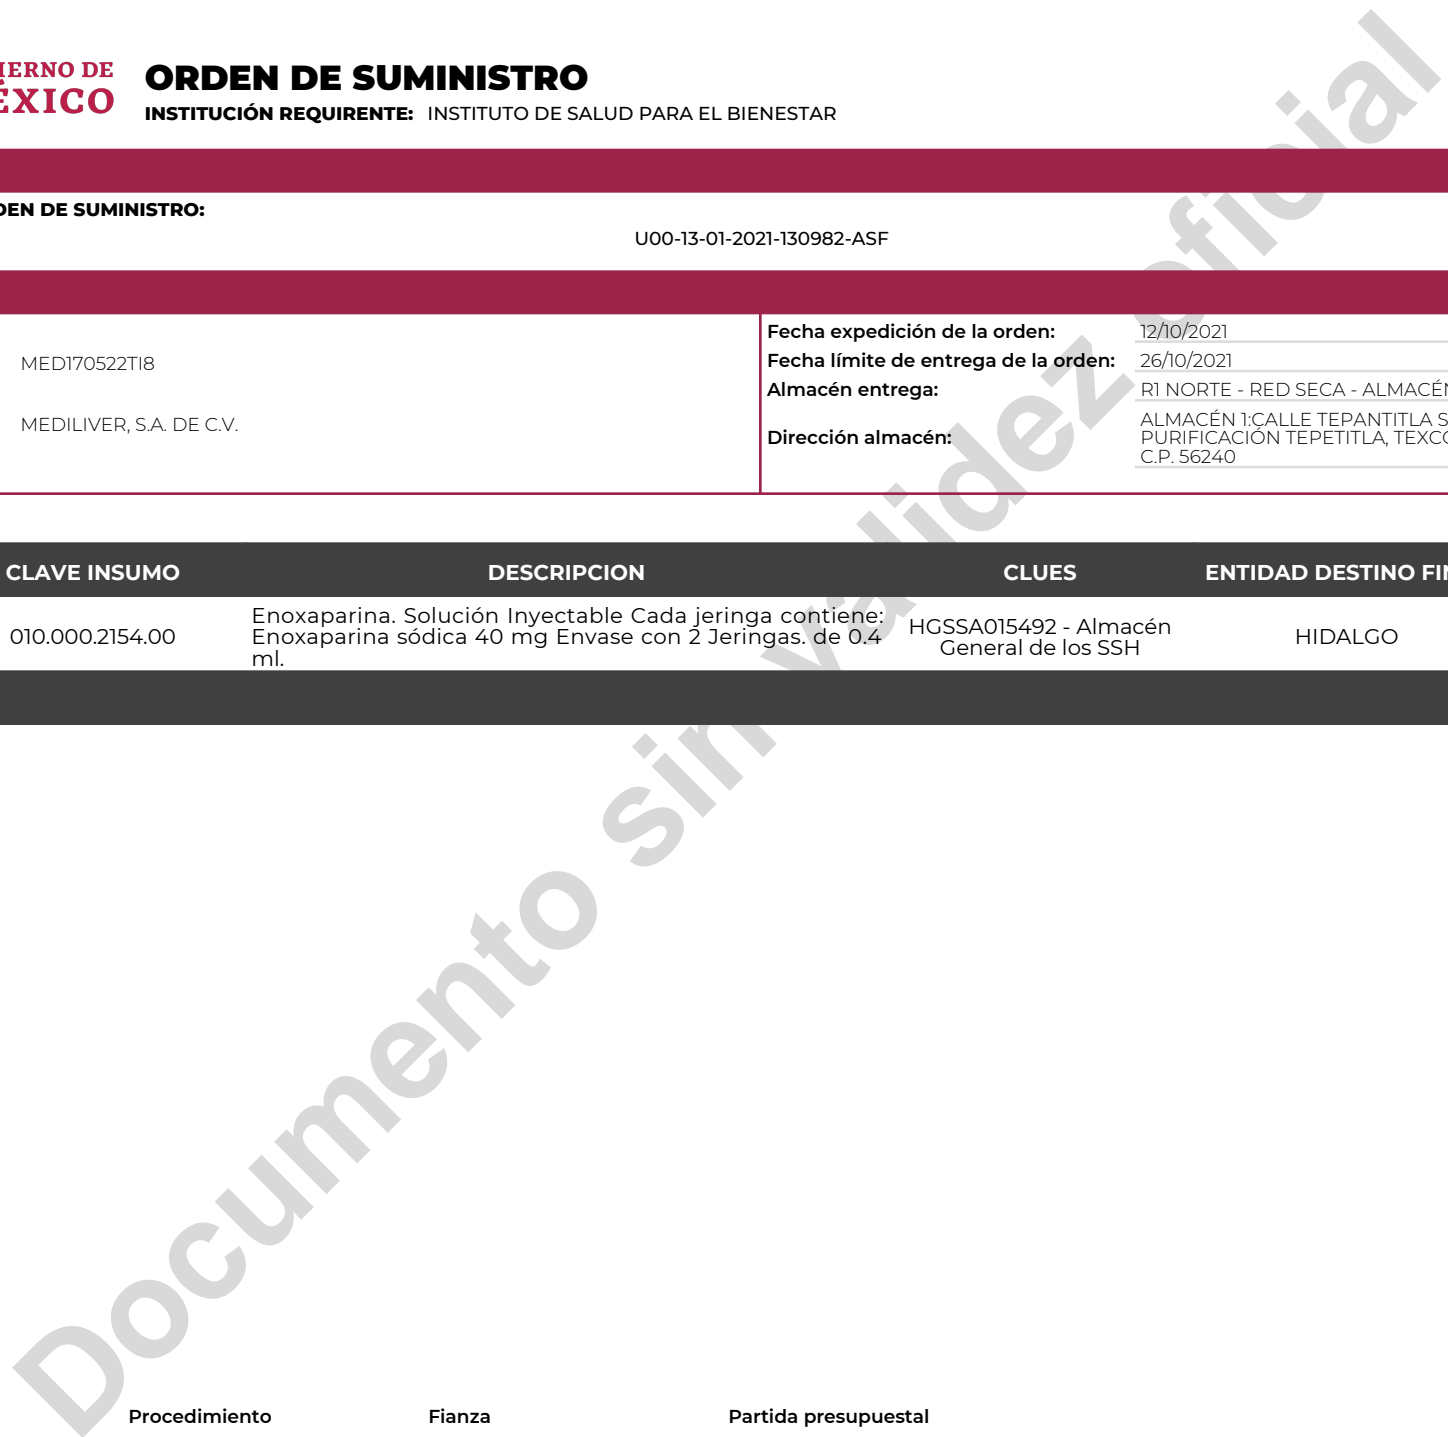 IERNO DE
ÉXICO
ORDEN DE SUMINISTRO
INSTITUCIÓN REQUIRENTE: INSTITUTO DE SALUD PARA EL BIENESTAR
DEN DE SUMINISTRO:
U00-13-01-2021-130982-ASF
MED170522TI8
MEDILIVER, S.A. DE C.V.
Fecha expedición de la orden: 12/10/2021
Fecha límite de entrega de la orden: 26/10/2021
Almacén entrega: R1 NORTE - RED SECA - ALMACÉN
Dirección almacén: ALMACÉN 1:CALLE TEPANTITLA S
PURIFICACIÓN TEPETITLA, TEXCO
C.P. 56240
CLAVE INSUMO DESCRIPCION CLUES ENTIDAD DESTINO FIN
010.000.2154.00
Enoxaparina. Solución Inyectable Cada jeringa contiene:
Enoxaparina sódica 40 mg Envase con 2 Jeringas. de 0.4
ml.
HGSSA015492 - Almacén
General de los SSH
HIDALGO
Documento sin validez oficial
Procedimiento Fianza Partida presupuestal